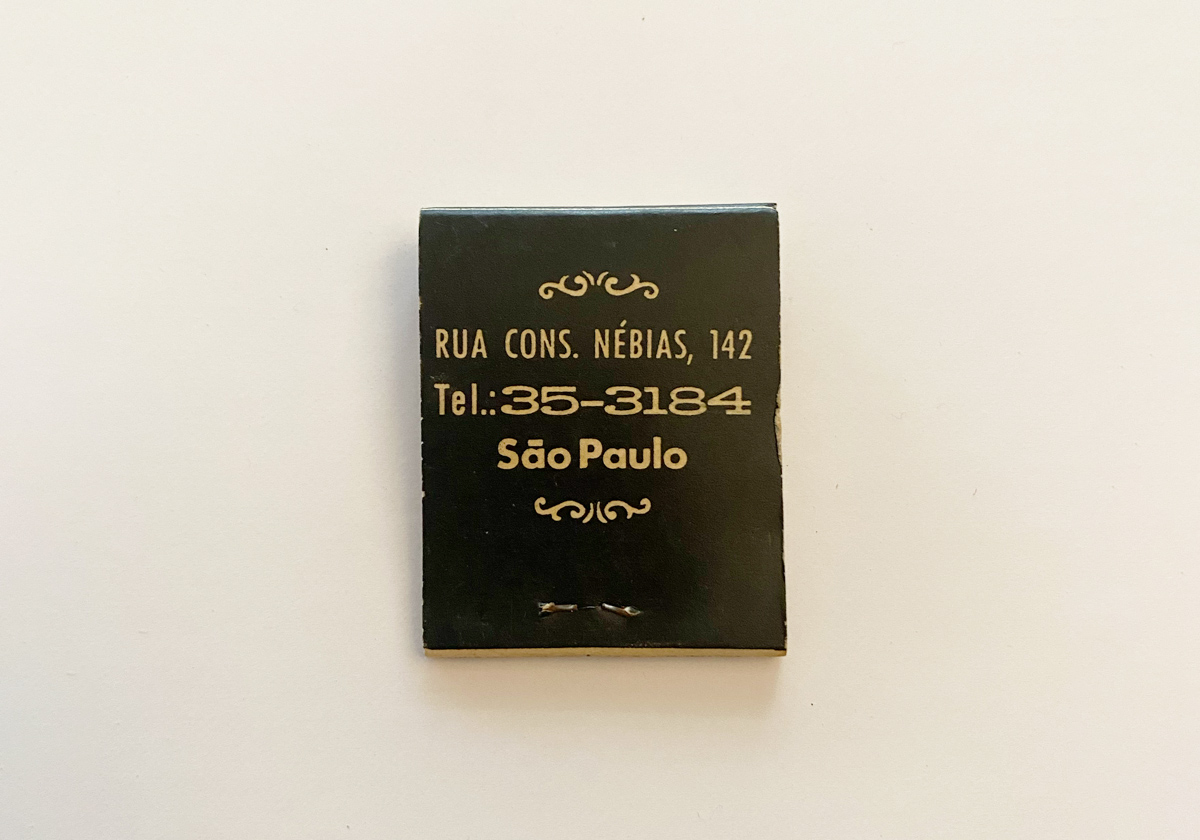 RUA CONS. NÉBIAS, 142
Tel.: 35-3184
São Paulo